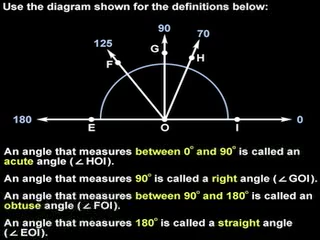 Use the diagram shown for the definitions below:
90
125
70
G
F
H
180
0
E
O
I
An angle that measures between 0° and 90° is called an
acute angle (∠HOI).
An angle that measures 90° is called a right angle (∠GOI).
An angle that measures between 90° and 180° is called an
obtuse angle (∠FOI).
An angle that measures 180° is called a straight angle
(∠EOI).